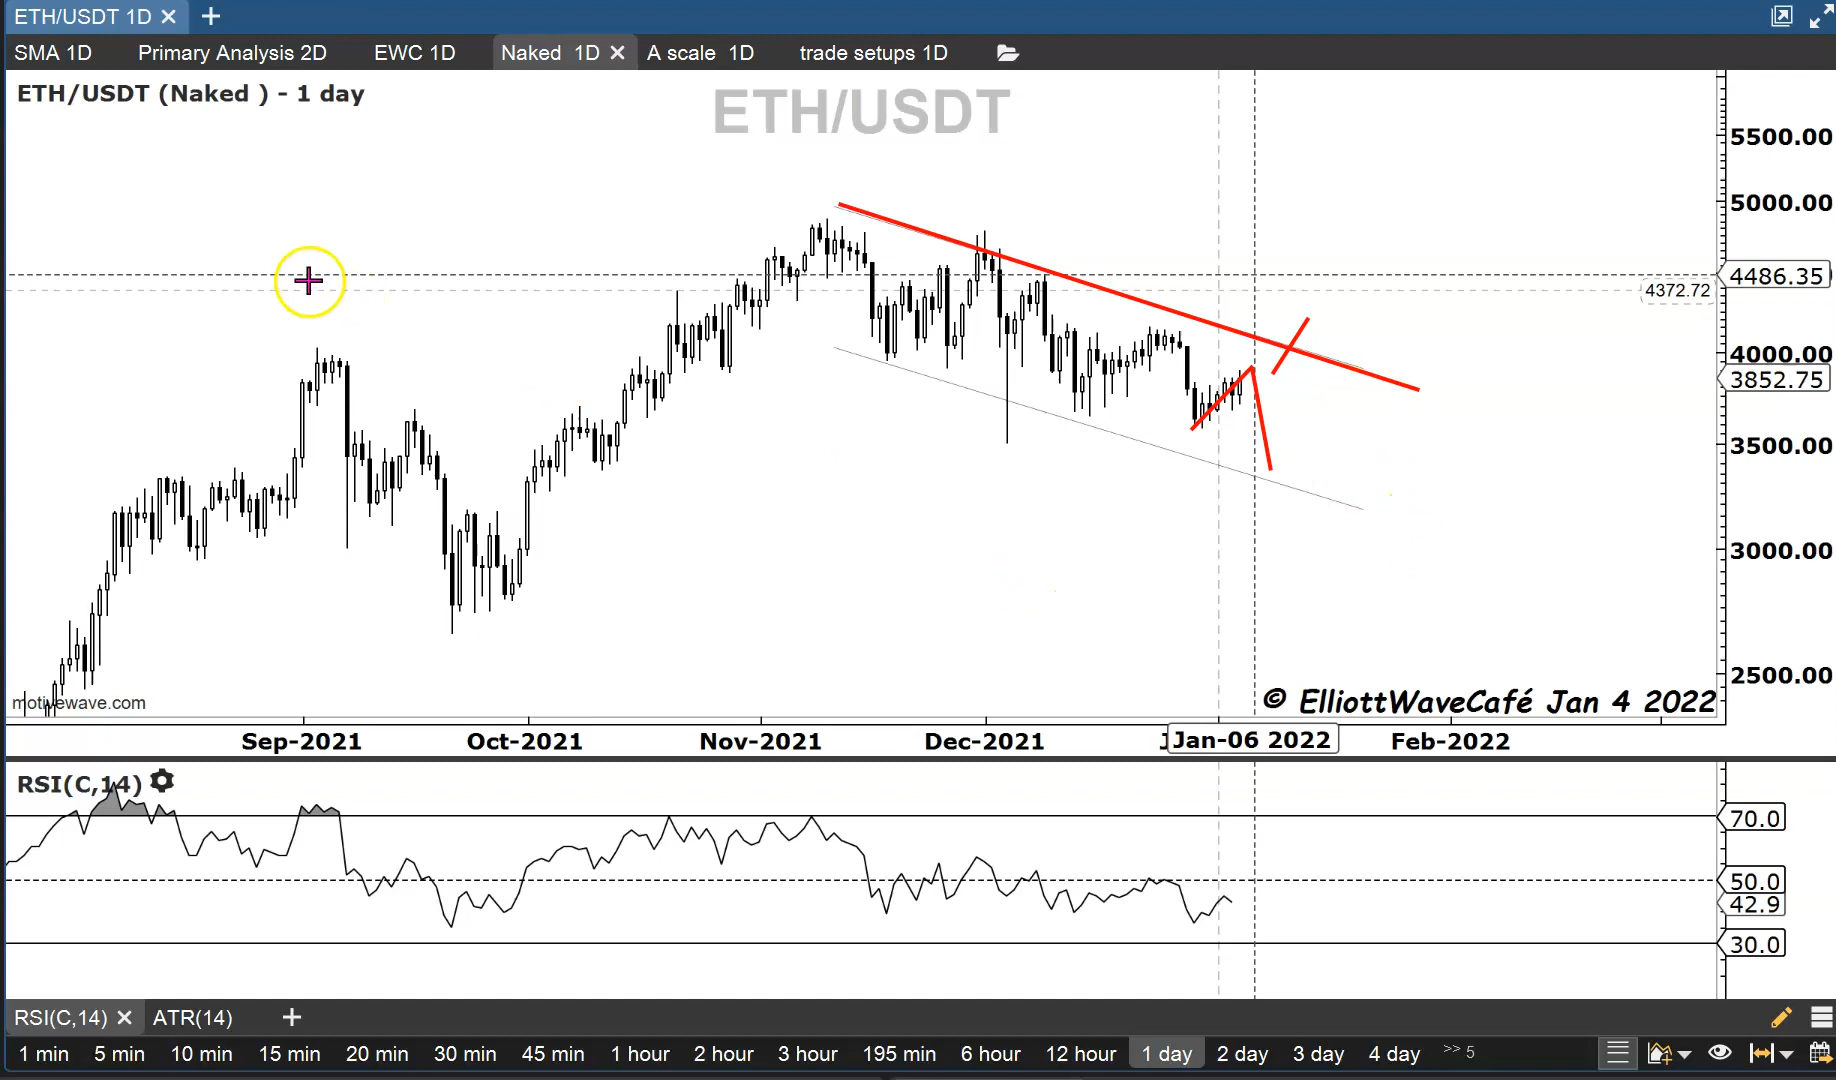 ETH/USDT 1D
SMA 1D Primary Analysis 2D EWC 1D Naked 1D A scale 1D trade setups 1D
ETH/USDT (Naked ) - 1 day
ETH/USDT
5500.00
5000.00
4486.35
4372.72
4000.00
3852.75
3500.00
3000.00
2500.00
motivewave.com
© ElliottWaveCafé Jan 4 2022
Sep-2021 Oct-2021 Nov-2021 Dec-2021 Jan-06 2022 Feb-2022
RSI(C,14)
70.0
50.0
42.9
30.0
RSI(C,14) ATR(14)
1 min 5 min 10 min 15 min 20 min 30 min 45 min 1 hour 2 hour 3 hour 195 min 6 hour 12 hour 1 day 2 day 3 day 4 day >> 5